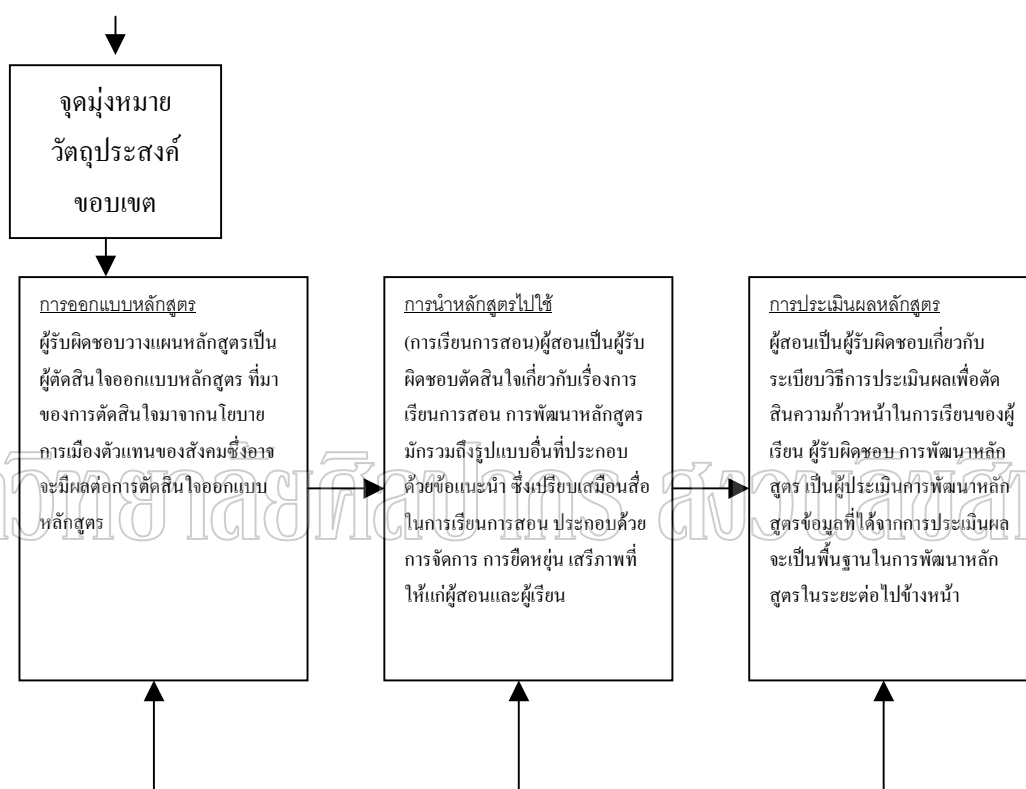 จุดมุ่งหมาย
วัตถุประสงค์
ขอบเขต
การออกแบบหลักสูตร
ผู้รับผิดชอบวางแผนหลักสูตรเป็น
ผู้ตัดสินใจออกแบบหลักสูตร ที่มา
ของการตัดสินใจมาจากนโยบาย
การเมืองตัวแทนของสังคมซึ่งอาจ
จะมีผลต่อการตัดสินใจออกแบบ
หลักสูตร
การนำหลักสูตรไปใช้
(การเรียนการสอน)ผู้สอนเป็นผู้รับ
ผิดชอบตัดสินใจเกี่ยวกับเรื่องการ
เรียนการสอน การพัฒนาหลักสูตร
มักรวมถึงรูปแบบอื่นที่ประกอบ
ด้วยข้อแนะนำ ซึ่งเปรียบเสมือนสื่อ
ในการเรียนการสอน ประกอบด้วย
การจัดการ การยืดหยุ่น เสรีภาพที่
ให้แก่ผู้สอนและผู้เรียน
การประเมินผลหลักสูตร
ผู้สอนเป็นผู้รับผิดชอบเกี่ยวกับ
ระเบียบวิธีการประเมินผลเพื่อตัด
สินความก้าวหน้าในการเรียนของผู้
เรียน ผู้รับผิดชอบ การพัฒนาหลัก
สูตร เป็นผู้ประเมินการพัฒนาหลัก
สูตรข้อมูลที่ได้จากการประเมินผล
จะเป็นพื้นฐานในการพัฒนาหลัก
สูตรในระยะต่อไปข้างหน้า